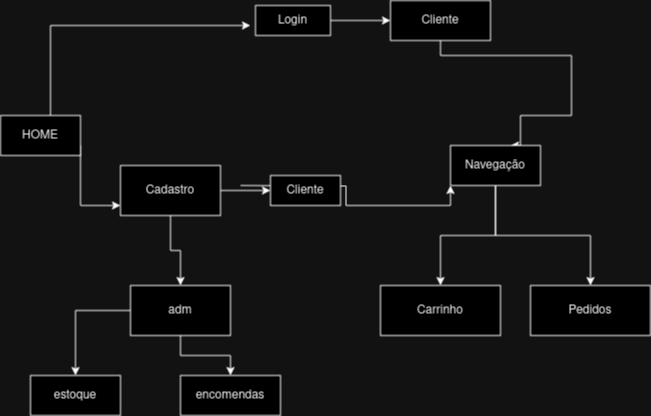 Login
Cliente
HOME
Navegação
Cadastro
Cliente
adm
Carrinho
Pedidos
estoque
encomendas